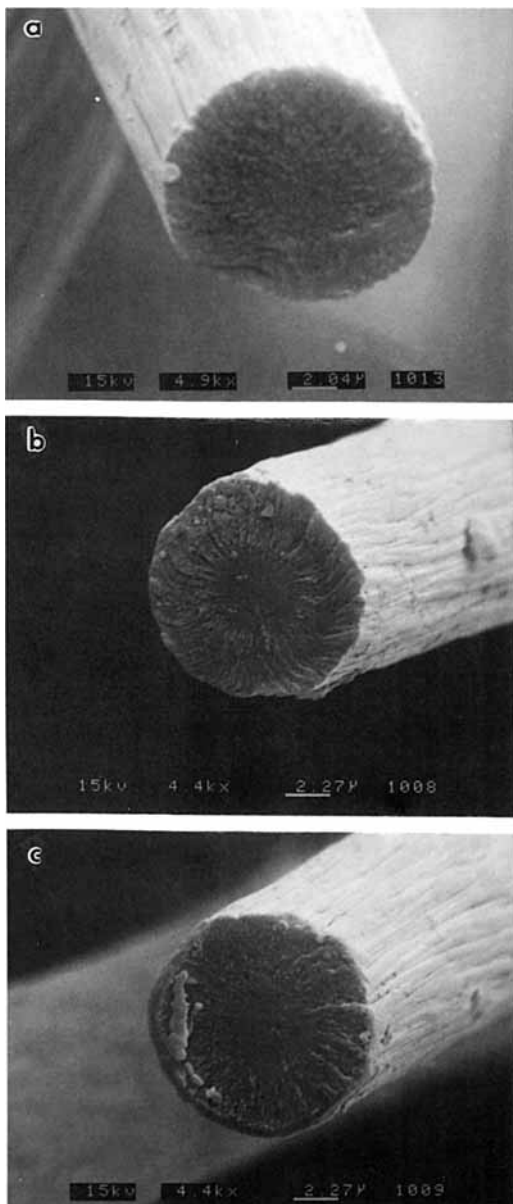 a
15kv 4.9kx 2.04μ 1013
b
15kv 4.4kx 2.27μ 1008
c
15kv 4.4kx 2.27μ 1009